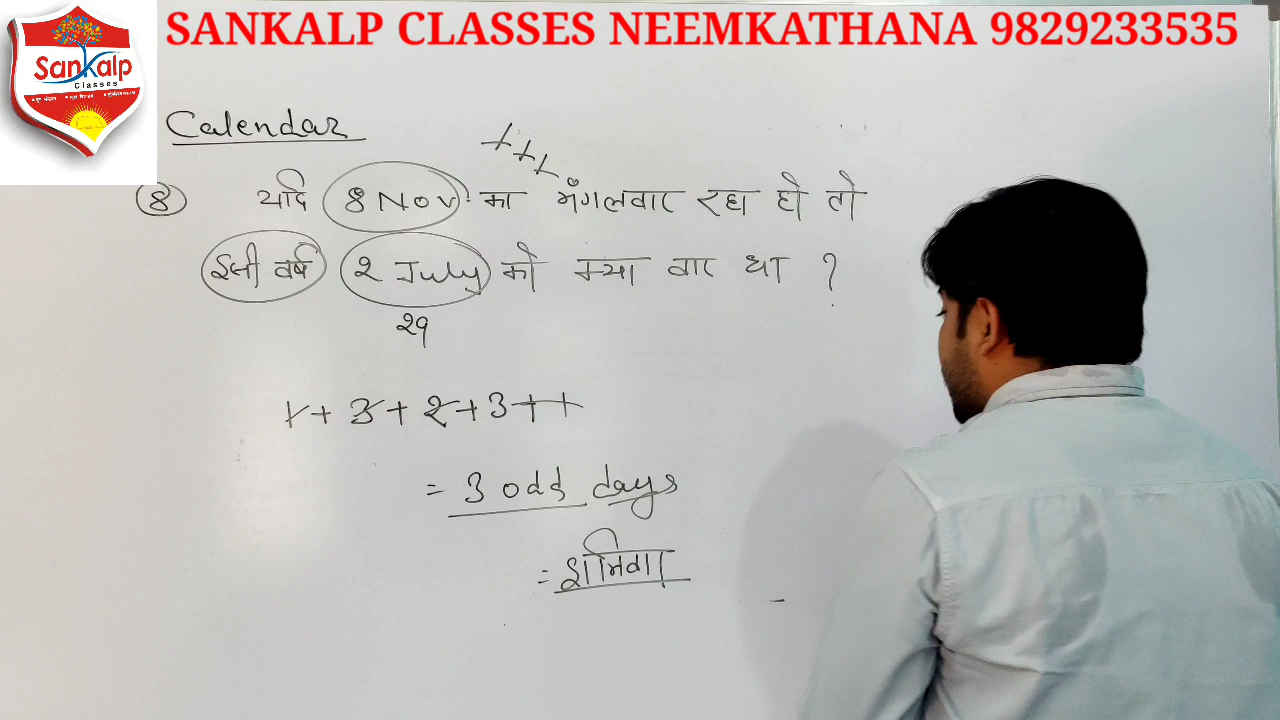 SANKALP CLASSES NEEMKATHANA 9829233535
Sankalp
Classes
Calendar
8 यदि 8 Nov. का मँगलवार रहा हो तो
इसी वर्ष 2 July को क्या वार था ?
29
1 + 3 + 2 + 3 + 1
= 3 odd days
= शनिवार